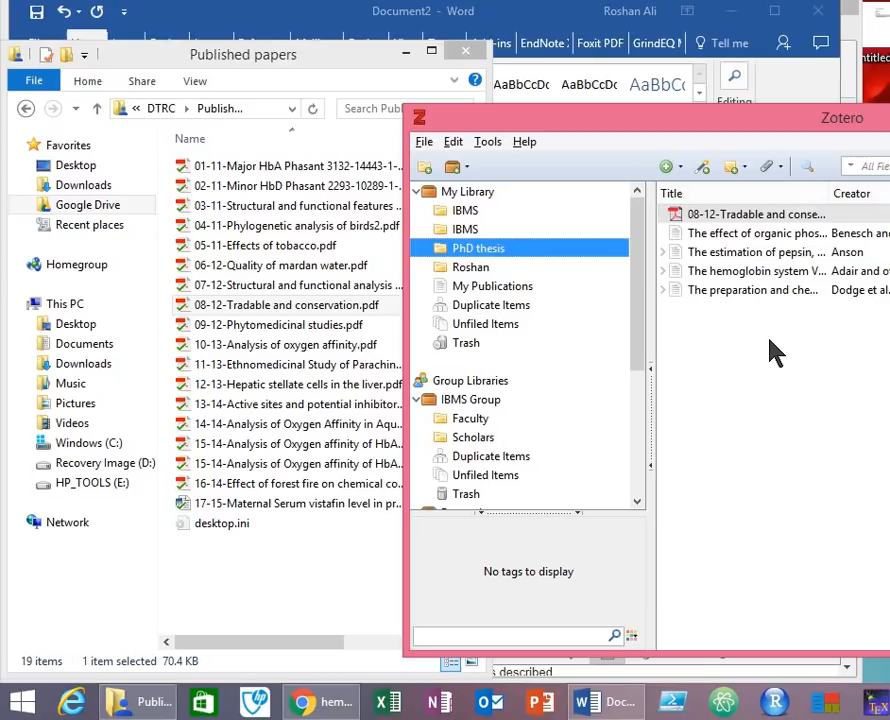 Document2 - Word
Roshan Ali
EndNote
Foxit PDF
GrindEQ
Tell me
AaBbCcDc
AaBbCcDc
AaBbC
Editing
Published papers
File
Home
Share
View
DTRC
Publish...
Search
Favorites
Desktop
Downloads
Google Drive
Recent places
Homegroup
This PC
Desktop
Documents
Downloads
Music
Pictures
Videos
Windows (C:)
Recovery Image (D:)
HP_TOOLS (E:)
Network
Name
01-11-Major HbA Phasant 3132-14443-1-...
02-11-Minor HbD Phasant 2293-10289-1-
03-11-Structural and functional features
04-11-Phylogenetic analysis of birds2.pdf
05-11-Effects of tobacco.pdf
06-12-Quality of mardan water.pdf
07-12-Structural and functional analysis
08-12-Tradable and conservation.pdf
09-12-Phytomedicinal studies.pdf
10-13-Analysis of oxygen affinity.pdf
11-13-Ethnomedicinal Study of Parachin...
12-13-Hepatic stellate cells in the liver.pdf
13-14-Active sites and potential inhibitor...
14-14-Analysis of Oxygen Affinity in Aqu...
15-14-Analysis of Oxygen affinity of HbA...
15-14-Analysis of Oxygen affinity of HbA...
16-14-Effect of forest fire on chemical co...
17-15-Maternal Serum vistafin level in pr...
desktop.ini
19 items
1 item selected
70.4 KB
Zotero
File
Edit
Tools
Help
All Fie
My Library
IBMS
IBMS
PhD thesis
Roshan
My Publications
Duplicate Items
Unfiled Items
Trash
Group Libraries
IBMS Group
Faculty
Scholars
Duplicate Items
Unfiled Items
Trash
No tags to display
Title
Creator
08-12-Tradable and conse...
The effect of organic phos...
Benesch and
The estimation of pepsin, ...
Anson
The hemoglobin system V...
Adair and o
The preparation and che...
Dodge et al.
s described
Publi...
hem...
Doc...